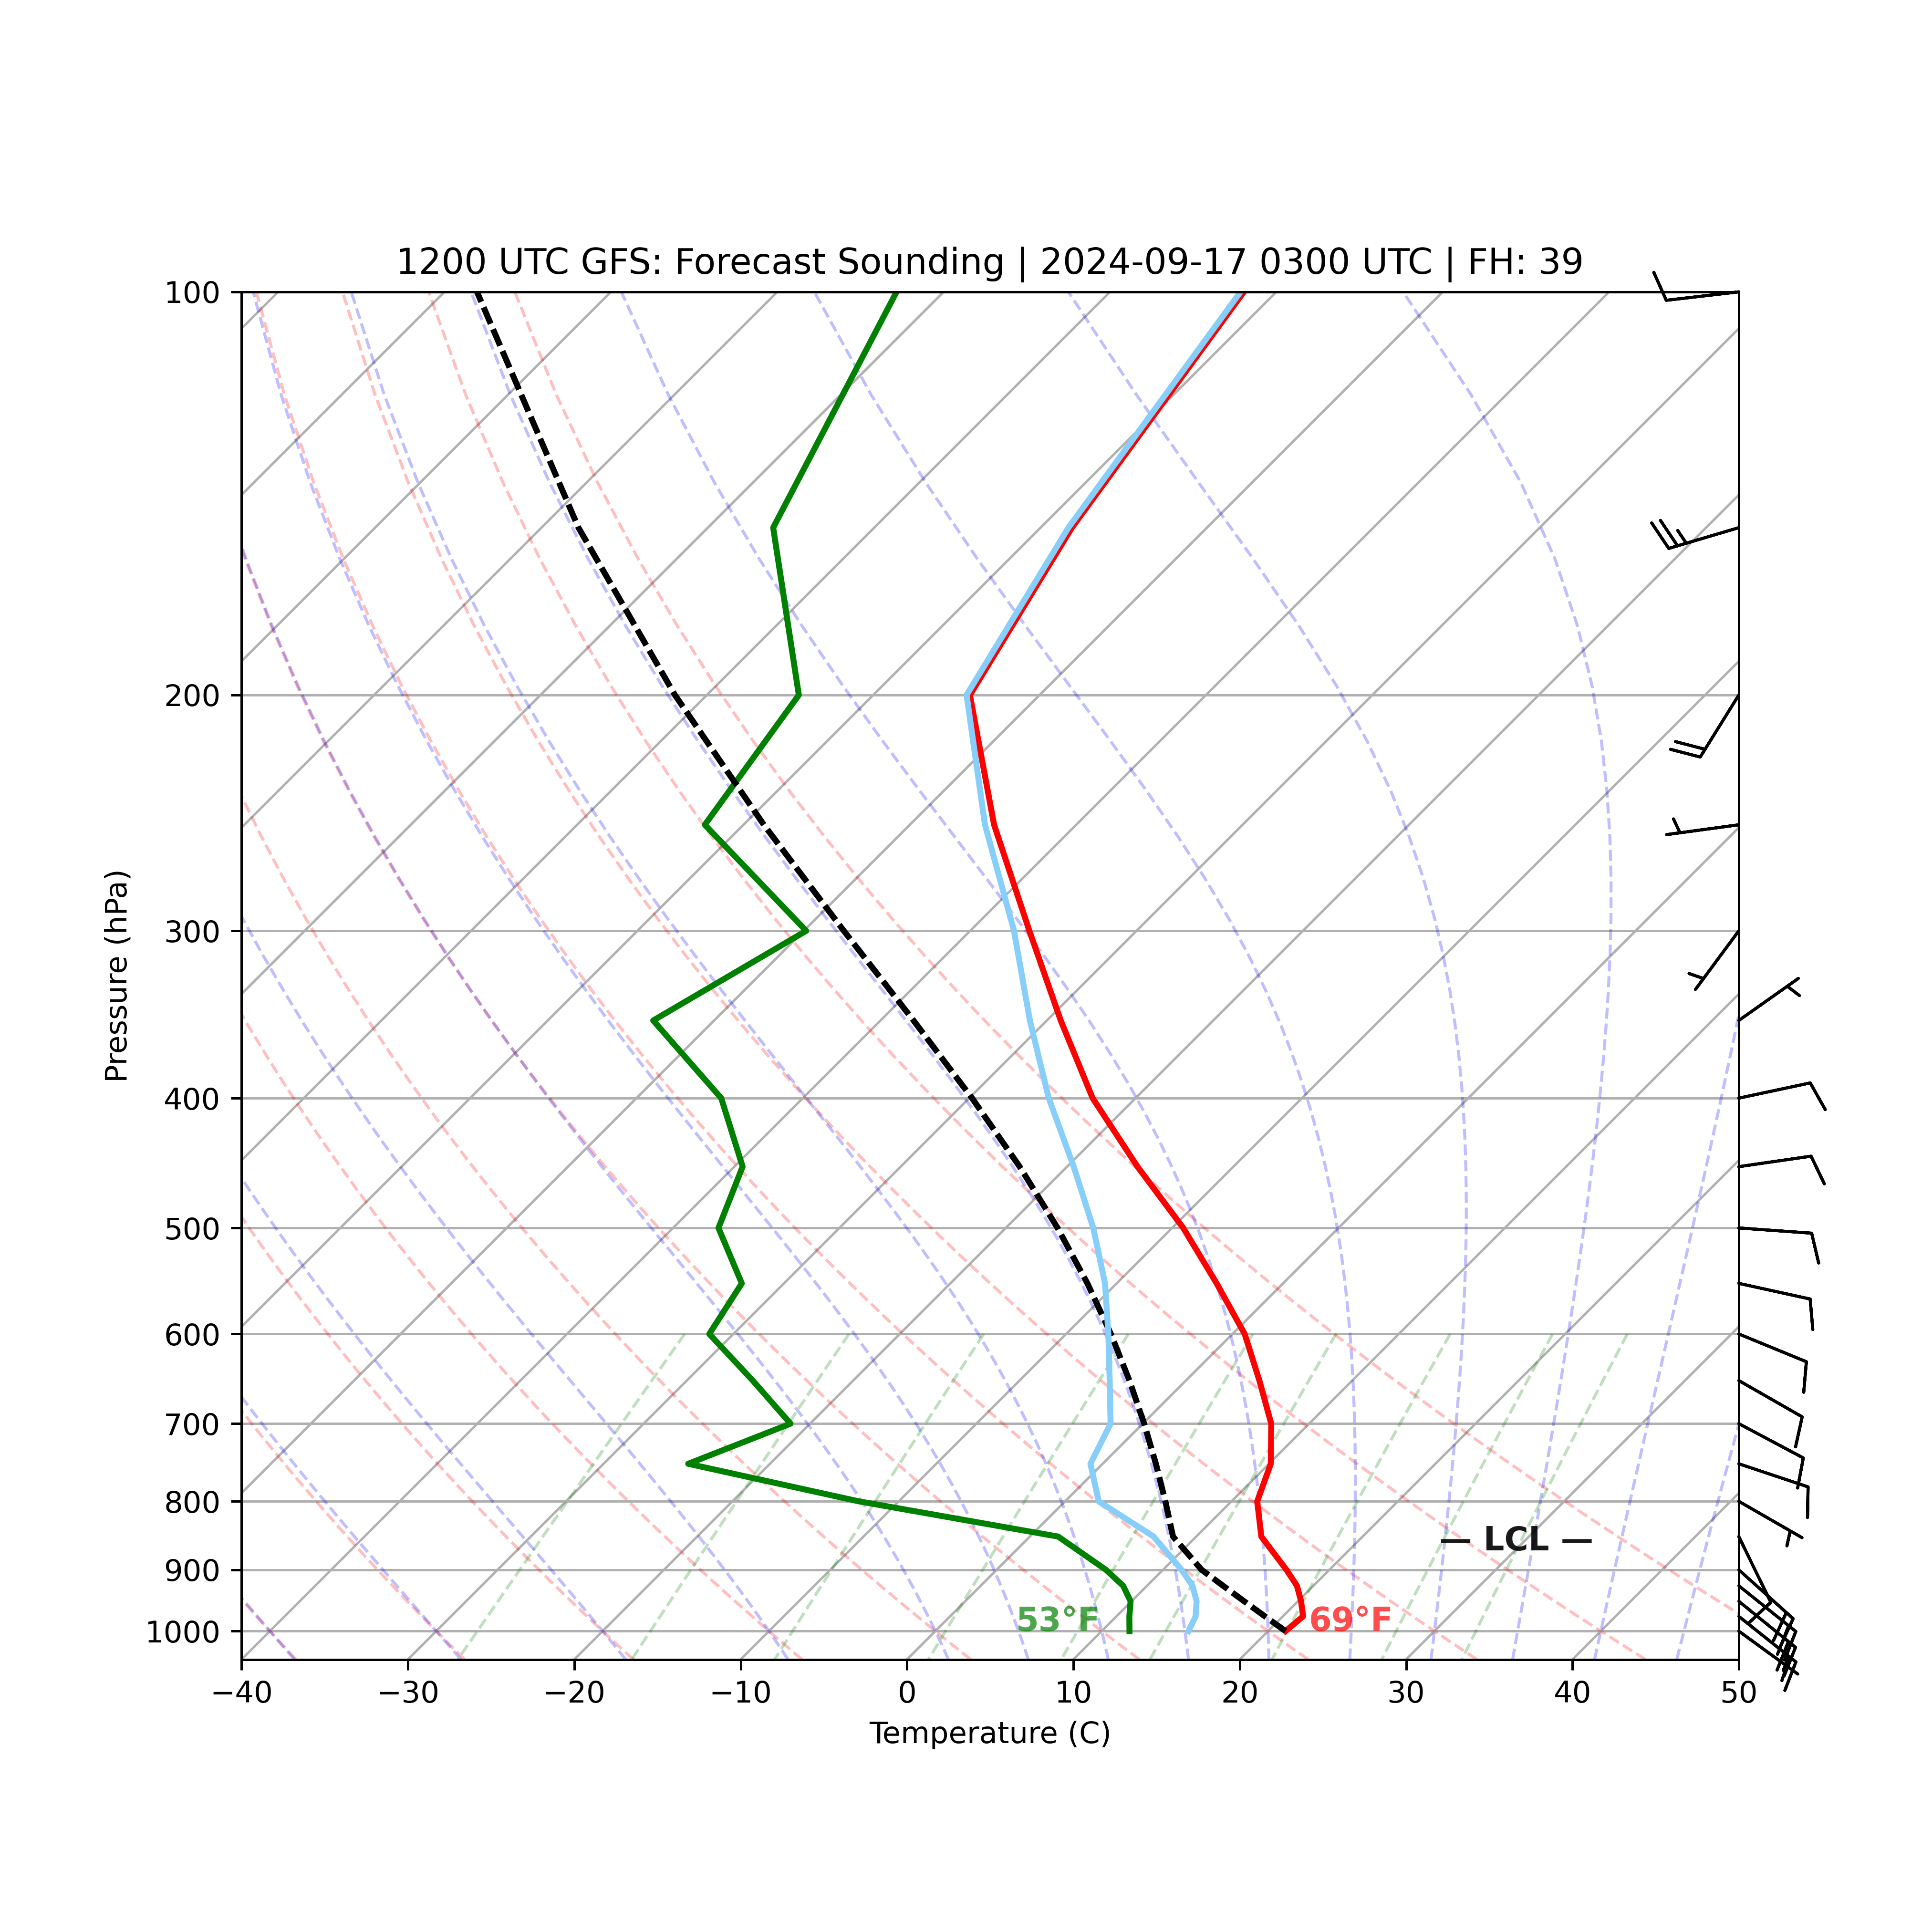 1200 UTC GFS: Forecast Sounding | 2024-09-17 0300 UTC | FH: 39
100
200
300
400
500
600
700
800
900
1000
Pressure (hPa)
— LCL —
53°F
69°F
−40 −30 −20 −10 0 10 20 30 40 50
Temperature (C)